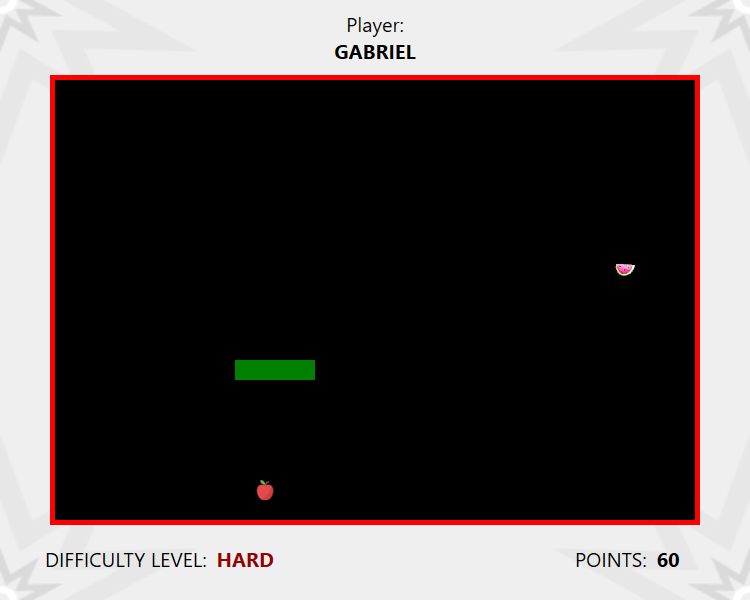 Player:
GABRIEL
DIFFICULTY LEVEL: HARD
POINTS: 60